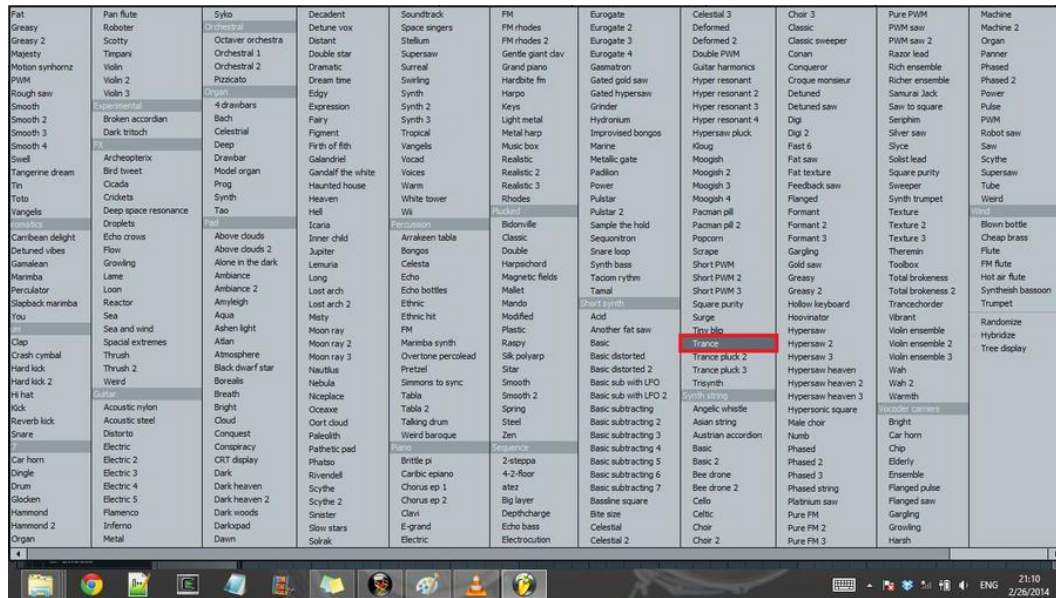 Fat
Greasy
Greasy 2
Majesty
Motion synhornz
PWM
Rough saw
Smooth
Smooth 2
Smooth 3
Smooth 4
Swell
Tangerine dream
Tin
Toto
Vangelis
romatics
Carribean delight
Detuned vibes
Gamalean
Marimba
Perculator
Slapback marimba
You
um
Clap
Crash cymbal
Hard kick
Hard kick 2
Hi hat
Kick
Reverb kick
Snare
7
Car horn
Dingle
Drum
Glocken
Hammond
Hammond 2
Organ
Pan flute
Roboter
Scotty
Timpani
Violin
Violin 2
Violin 3
Experimental
Broken accordian
Dark tritoch
FX
Archeopterix
Bird tweet
Cicada
Crickets
Deep space resonance
Droplets
Echo crows
Flow
Growling
Lame
Loon
Reactor
Sea
Sea and wind
Spacial extremes
Thrush
Thrush 2
Weird
Guitar
Acoustic nylon
Acoustic steel
Distorto
Electric
Electric 2
Electric 3
Electric 4
Electric 5
Flamenco
Inferno
Metal
Syko
Orchestral
Octaver orchestra
Orchestral 1
Orchestral 2
Pizzicato
Organ
4 drawbars
Bach
Celestrial
Deep
Drawbar
Model organ
Prog
Synth
Tao
Pad
Above clouds
Above clouds 2
Alone in the dark
Ambiance
Ambiance 2
Amyleigh
Aqua
Ashen light
Atlan
Atmosphere
Black dwarf star
Borealis
Breath
Bright
Cloud
Conquest
Conspiracy
CRT display
Dark
Dark heaven
Dark heaven 2
Dark woods
Darkxpad
Dawn
Decadent
Detune vox
Distant
Double star
Dramatic
Dream time
Edgy
Expression
Fairy
Figment
Firth of fith
Galandriel
Gandalf the white
Haunted house
Heaven
Hell
Icaria
Inner child
Jupiter
Lemuria
Long
Lost arch
Lost arch 2
Misty
Moon ray
Moon ray 2
Moon ray 3
Nautilus
Nebula
Niceplace
Oceaxe
Oort cloud
Paleolith
Pathetic pad
Phatso
Rivendell
Scythe
Scythe 2
Sinister
Slow stars
Solrak
Soundtrack
Space singers
Stellium
Supersaw
Surreal
Swirling
Synth
Synth 2
Synth 3
Tropical
Vangelis
Vocad
Voices
Warm
White tower
Wii
Percussion
Arrakeen tabla
Bongos
Celesta
Echo
Echo bottles
Ethnic
Ethnic hit
FM
Marimba synth
Overtone percolead
Pretzel
Simmons to sync
Tabla
Tabla 2
Talking drum
Weird baroque
Piano
Brittle pi
Caribic epiano
Chorus ep 1
Chorus ep 2
Clavi
E-grand
Electric
FM
FM rhodes
FM rhodes 2
Gentle giant clav
Grand piano
Hardbite fm
Harpo
Keys
Light metal
Metal harp
Music box
Realistic
Realistic 2
Realistic 3
Rhodes
Plucked
Bidonville
Classic
Double
Harpsichord
Magnetic fields
Mallet
Mando
Modified
Plastic
Raspy
Silk polyarp
Sitar
Smooth
Smooth 2
Spring
Steel
Zen
Sequence
2-steppa
4-2-floor
atez
Big layer
Depthcharge
Echo bass
Electrocution
Eurogate
Eurogate 2
Eurogate 3
Eurogate 4
Gasmatron
Gated gold saw
Gated hypersaw
Grinder
Hydronium
Improvised bongos
Marine
Metallic gate
Padilion
Power
Pulstar
Pulstar 2
Sample the hold
Sequonitron
Snare loop
Synth bass
Taciom rythm
Tamal
Short synth
Acid
Another fat saw
Basic
Basic distorted
Basic distorted 2
Basic sub with LFO
Basic sub with LFO 2
Basic subtracting
Basic subtracting 2
Basic subtracting 3
Basic subtracting 4
Basic subtracting 5
Basic subtracting 6
Basic subtracting 7
Bassline square
Bite size
Celestial
Celestial 2
Celestial 3
Deformed
Deformed 2
Double PWM
Guitar harmonics
Hyper resonant
Hyper resonant 2
Hyper resonant 3
Hyper resonant 4
Hypersaw pluck
Kloug
Moogish
Moogish 2
Moogish 3
Moogish 4
Pacman pill
Pacman pill 2
Popcorn
Scrape
Short PWM
Short PWM 2
Short PWM 3
Square purity
Surge
Tiny blip
Trance
Trance pluck 2
Trance pluck 3
Trisynth
Synth string
Angelic whistle
Asian string
Austrian accordion
Basic
Basic 2
Bee drone
Bee drone 2
Cello
Celtic
Choir
Choir 2
Choir 3
Classic
Classic sweeper
Conan
Conqueror
Croque monsieur
Detuned
Detuned saw
Digi
Digi 2
Fast 6
Fat saw
Fat texture
Feedback saw
Flanged
Formant
Formant 2
Formant 3
Gargling
Gold saw
Greasy
Greasy 2
Hollow keyboard
Hoovinator
Hypersaw
Hypersaw 2
Hypersaw 3
Hypersaw heaven
Hypersaw heaven 2
Hypersaw heaven 3
Hypersonic square
Male choir
Numb
Phased
Phased 2
Phased 3
Phased string
Platinium saw
Pure FM
Pure FM 2
Pure FM 3
Pure PWM
PWM saw
PWM saw 2
Razor lead
Rich ensemble
Richer ensemble
Samurai Jack
Saw to square
Seriphim
Silver saw
Slyce
Solist lead
Square purity
Sweeper
Synth trumpet
Texture
Texture 2
Texture 3
Theremin
Toolbox
Total brokeness
Total brokeness 2
Trancechorder
Vibrant
Violin ensemble
Violin ensemble 2
Violin ensemble 3
Wah
Wah 2
Warmth
Vocoder carriers
Bright
Car horn
Chip
Elderly
Ensemble
Flanged pulse
Flanged saw
Gargling
Growling
Harsh
Machine
Machine 2
Organ
Panner
Phased
Phased 2
Power
Pulse
PWM
Robot saw
Saw
Scythe
Supersaw
Tube
Weird
Wind
Blown bottle
Cheap brass
Flute
FM flute
Hot air flute
Syntheish bassoon
Trumpet
Randomize
Hybridize
Tree display
ENG
21:10
2/26/2014